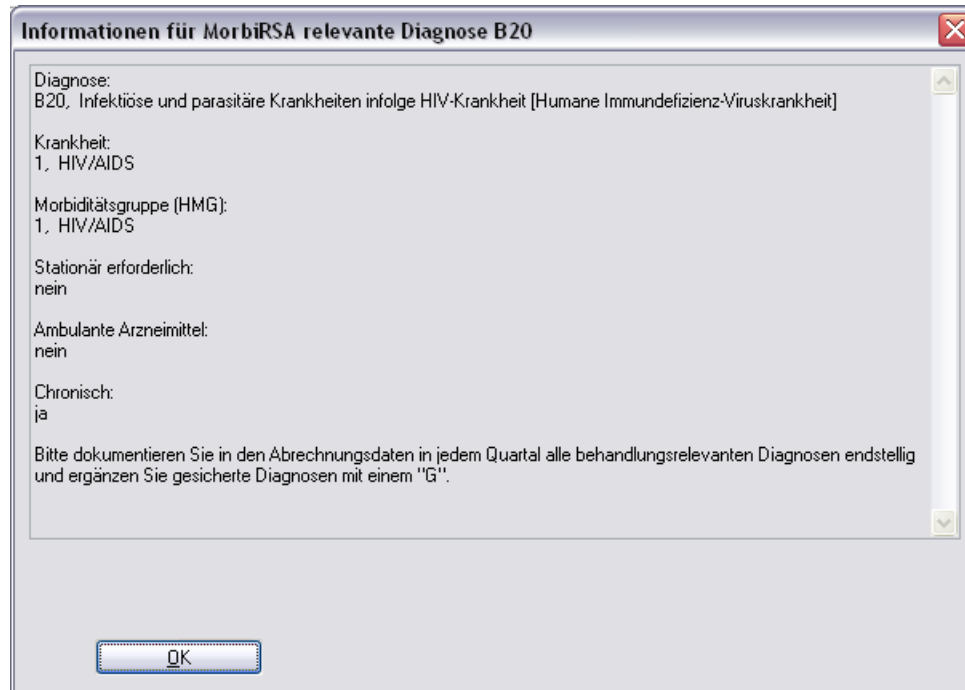 Informationen für MorbiRSA relevante Diagnose B20
Diagnose:
B20, Infektiöse und parasitäre Krankheiten infolge HIV-Krankheit [Humane Immundefizienz-Viruskrankheit]
Krankheit:
1, HIV/AIDS
Morbiditätsgruppe (HMG):
1, HIV/AIDS
Stationär erforderlich:
nein
Ambulante Arzneimittel:
nein
Chronisch:
ja
Bitte dokumentieren Sie in den Abrechnungsdaten in jedem Quartal alle behandlungsrelevanten Diagnosen endstellig
und ergänzen Sie gesicherte Diagnosen mit einem "G".
OK